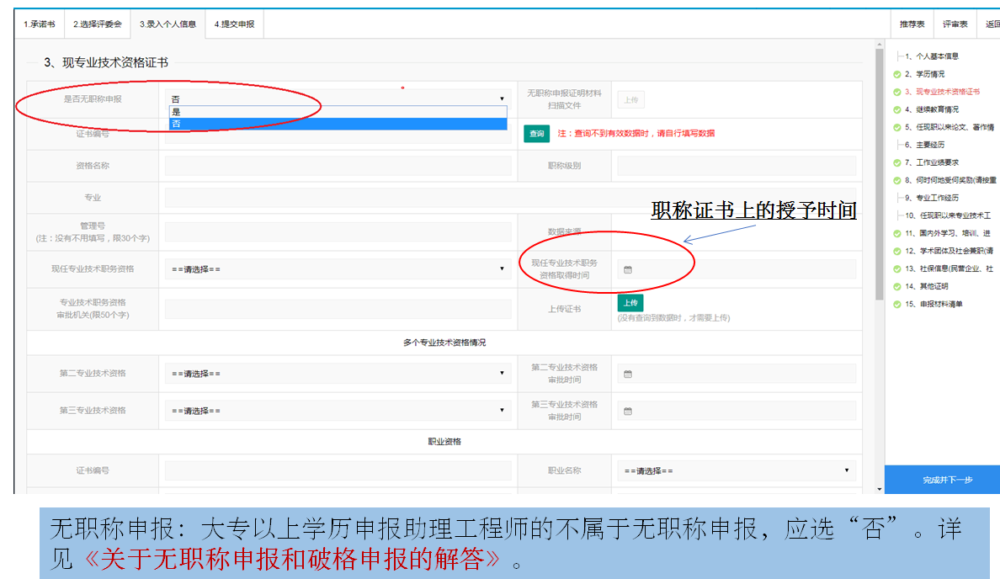 1.承诺书 2.选择评委会 3.录入个人信息 4.提交申报 推荐表 评审表 返回
3、现专业技术资格证书
是否无职称申报 否 无职称申报证明材料
扫描文件 上传
是
否
证书编号 查询 注：查询不到有效数据时，请自行填写数据
资格名称 职称级别
专业
职称证书上的授予时间
管理号
(注：没有不用填写，限30个字) 数据来源
现任专业技术职务资格 ==请选择== 现任专业技术职务
资格取得时间
专业技术职务资格
审批机关(限50个字) 上传证书 上传
(没有查询到数据时，才需要上传)
多个专业技术资格情况
第二专业技术资格 ==请选择== 第二专业技术资格
审批时间
第三专业技术资格 ==请选择== 第三专业技术资格
审批时间
职业资格
证书编号 职业名称 ==请选择==
1、个人基本信息
2、学历情况
3、现专业技术资格证书
4、继续教育情况
5、任现职以来论文、著作情
6、主要经历
7、工作业绩要求
8、何时何地受何奖励(请按重
9、专业工作经历
10、任现职以来专业技术工
11、国内外学习、培训、进
12、学术团体及社会兼职(请
13、社保信息(民营企业、社
14、其他证明
15、申报材料清单
完成并下一步
无职称申报：大专以上学历申报助理工程师的不属于无职称申报，应选“否”。详
见《关于无职称申报和破格申报的解答》。